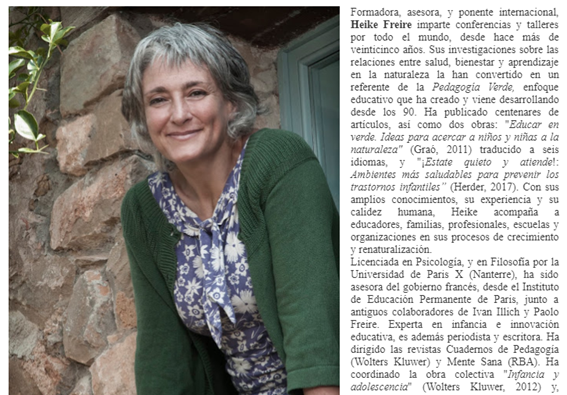 Formadora, asesora, y ponente internacional,
Heike Freire imparte conferencias y talleres
por todo el mundo, desde hace más de
veinticinco años. Sus investigaciones sobre las
relaciones entre salud, bienestar y aprendizaje
en la naturaleza la han convertido en un
referente de la Pedagogía Verde, enfoque
educativo que ha creado y viene desarrollando
desde los 90. Ha publicado centenares de
artículos, así como dos obras: "Educar en
verde. Ideas para acercar a niños y niñas a la
naturaleza" (Graó, 2011) traducido a seis
idiomas, y "¡Estate quieto y atiende!:
Ambientes más saludables para prevenir los
trastornos infantiles" (Herder, 2017). Con sus
amplios conocimientos, su experiencia y su
calidez humana, Heike acompaña a
educadores, familias, profesionales, escuelas y
organizaciones en sus procesos de crecimiento
y renaturalización.
Licenciada en Psicología, y en Filosofía por la
Universidad de Paris X (Nanterre), ha sido
asesora del gobierno francés, desde el Instituto
de Educación Permanente de Paris, junto a
antiguos colaboradores de Ivan Illich y Paolo
Freire. Experta en infancia e innovación
educativa, es además periodista y escritora. Ha
dirigido las revistas Cuadernos de Pedagogía
(Wolters Kluwer) y Mente Sana (RBA). Ha
coordinado la obra colectiva "Infancia y
adolescencia" (Wolters Kluwer, 2012) y,